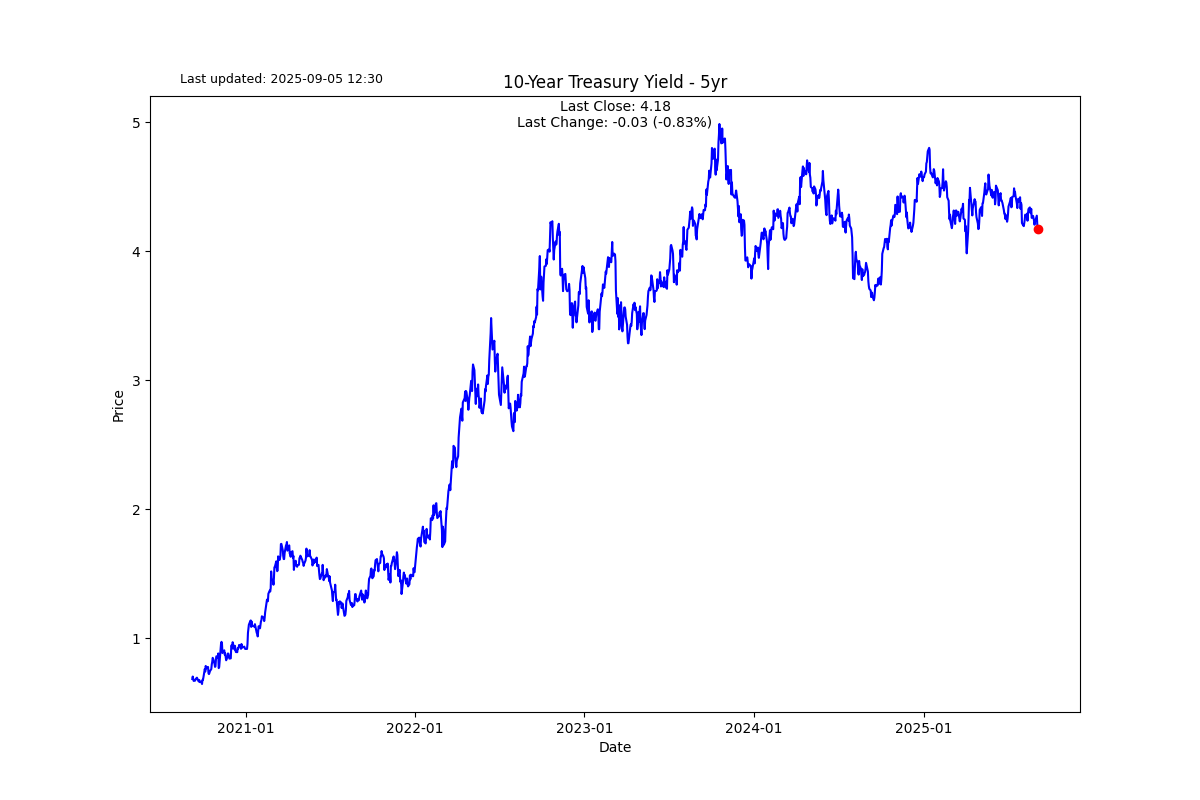 Last updated: 2025-09-05 12:30
10-Year Treasury Yield - 5yr
Last Close: 4.18
Last Change: -0.03 (-0.83%)
5
4
3
2
1
Price
2021-01
2022-01
2023-01
2024-01
2025-01
Date